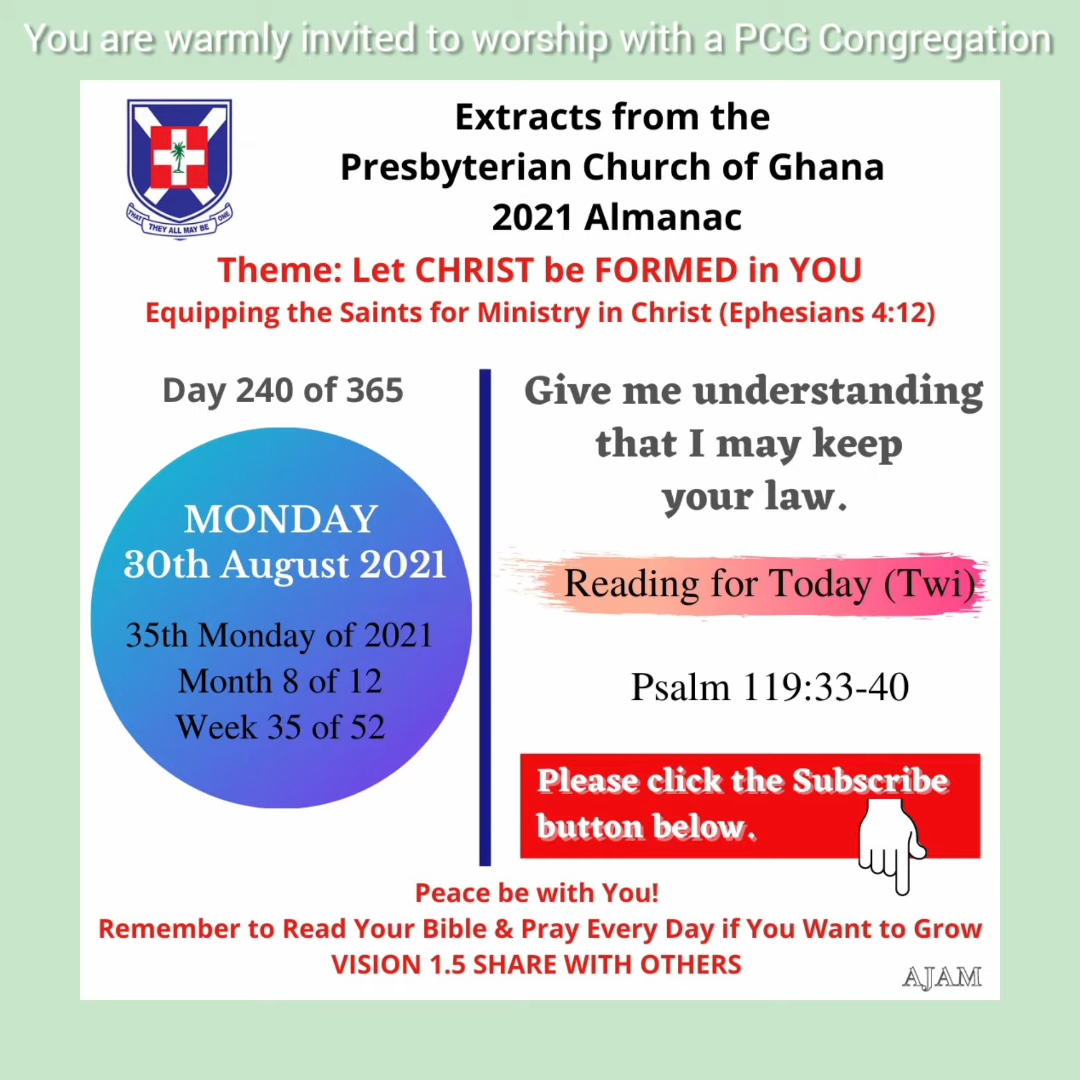 You are warmly invited to worship with a PCG Congregation
Extracts from the
Presbyterian Church of Ghana
2021 Almanac
THAT THEY ALL MAY BE ONE
Theme: Let CHRIST be FORMED in YOU
Equipping the Saints for Ministry in Christ (Ephesians 4:12)
Day 240 of 365
MONDAY
30th August 2021
35th Monday of 2021
Month 8 of 12
Week 35 of 52
Give me understanding
that I may keep
your law.
Reading for Today (Twi)
Psalm 119:33-40
Please click the Subscribe
button below.
Peace be with You!
Remember to Read Your Bible & Pray Every Day if You Want to Grow
VISION 1.5 SHARE WITH OTHERS
AJAM